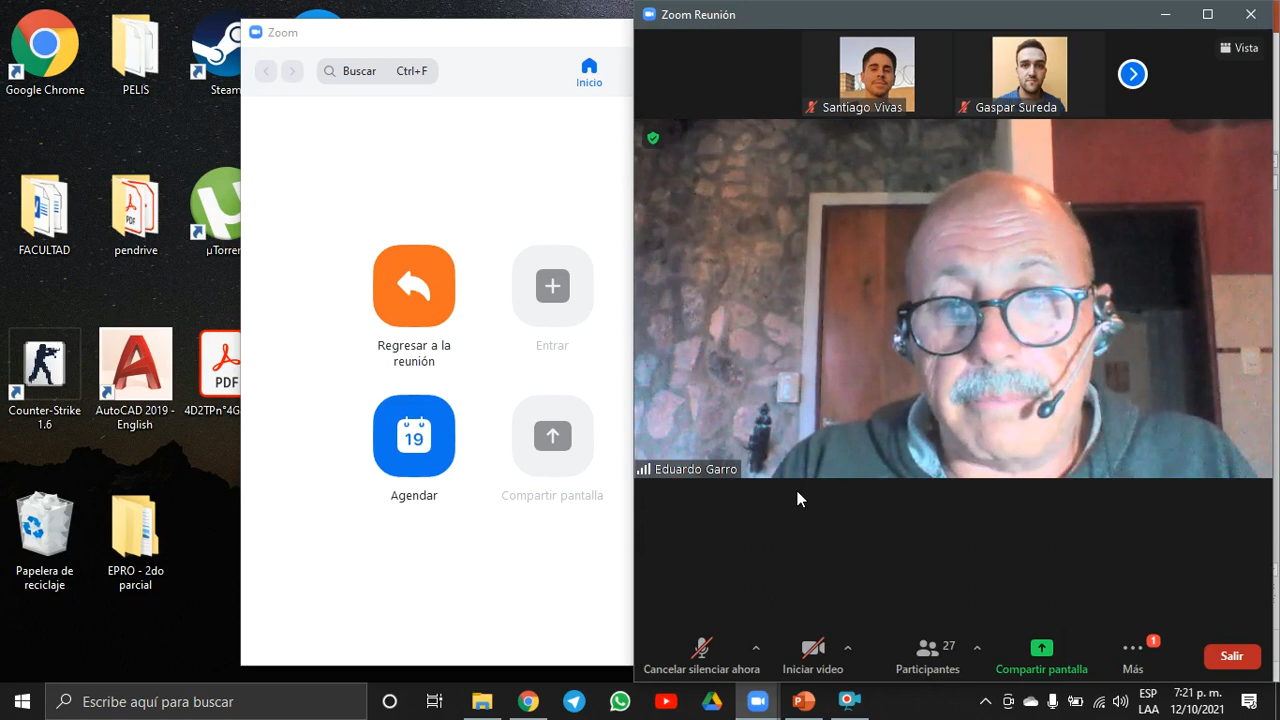 Google Chrome
PELIS
Steam
FACULTAD
pendrive
µTorren
Counter-Strike
1.6
AutoCAD 2019 -
English
PDF
4D2TPn°4G
Papelera de
reciclaje
EPRO - 2do
parcial
Zoom
Buscar
Ctrl+F
Inicio
Regresar a la
reunión
Entrar
19
Agendar
Compartir pantalla
Zoom Reunión
Vista
Santiago Vivas
Gaspar Sureda
Eduardo Garro
Cancelar silenciar ahora
Iniciar video
27
Participantes
Compartir pantalla
1
Más
Salir
Escribe aquí para buscar
ESP
LAA
7:21 p. m.
12/10/2021